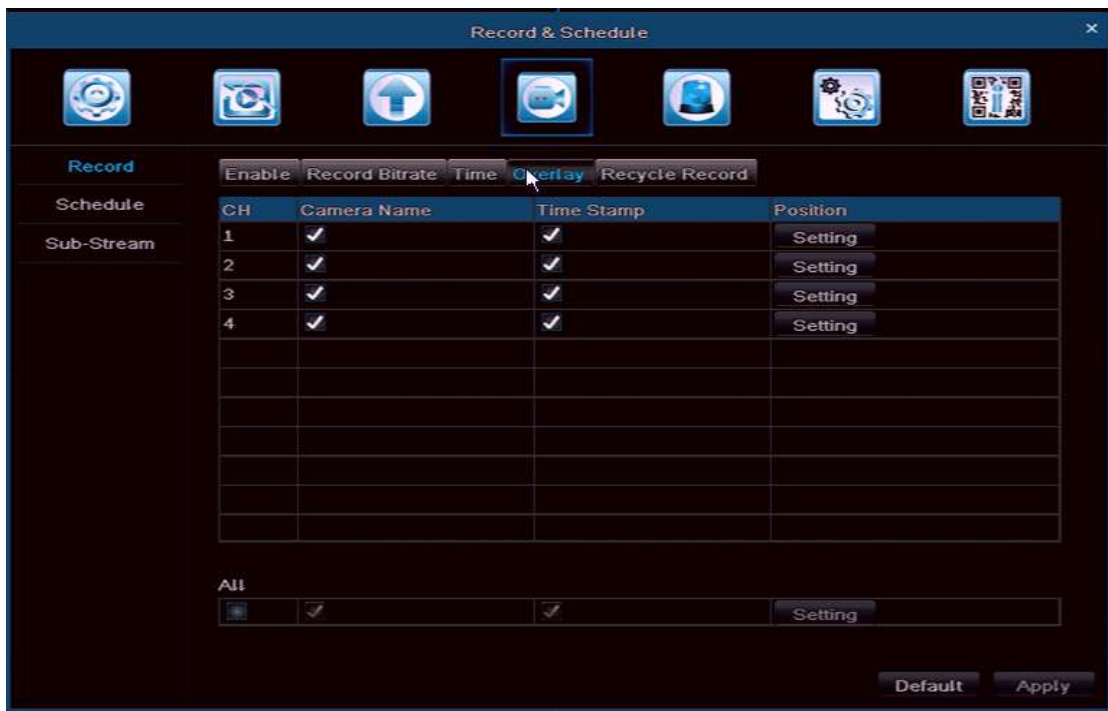 Record & Schedule
Record
Schedule
Sub-Stream
Enable Record Bitrate Time Overlay Recycle Record
CH Camera Name Time Stamp Position
1 Setting
2 Setting
3 Setting
4 Setting
All
Setting
Default Apply